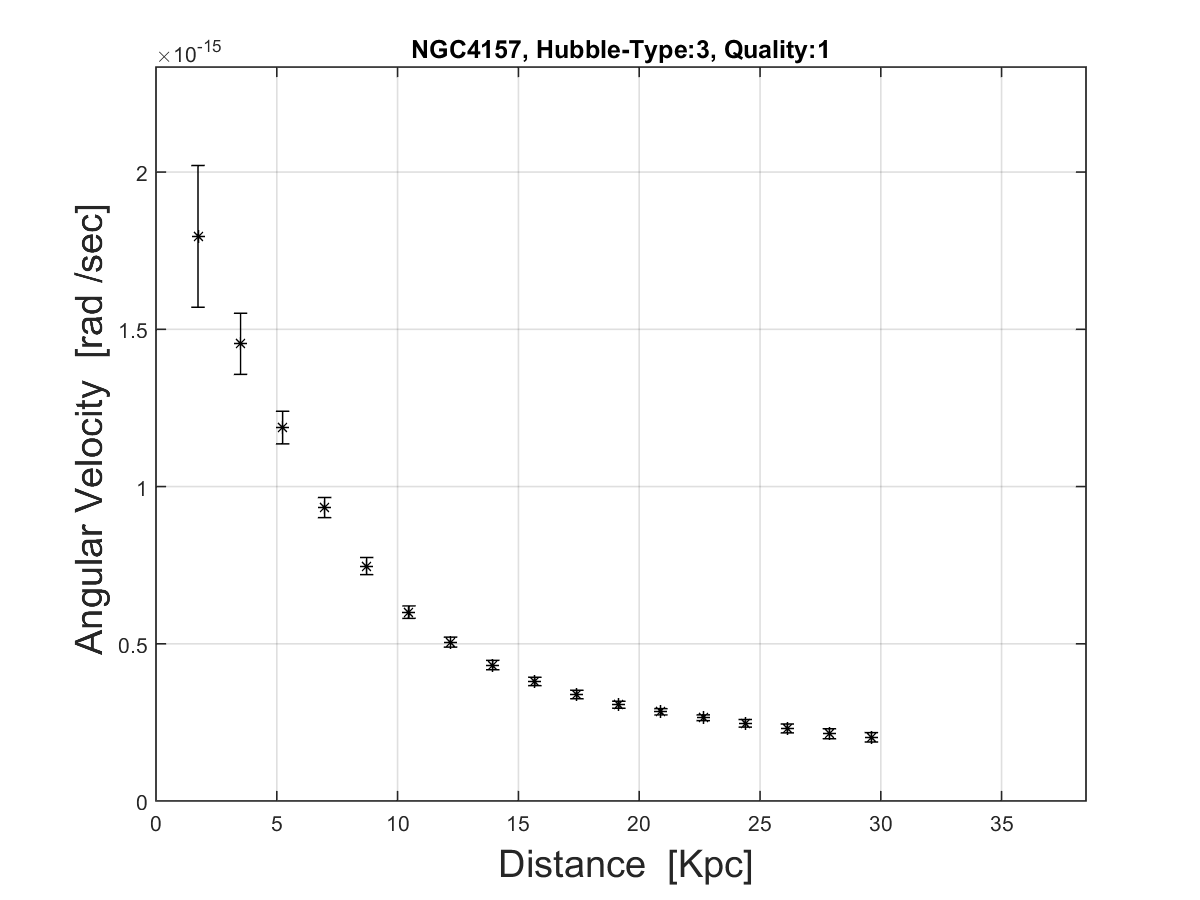 NGC4157, Hubble-Type:3, Quality:1
×10-15
2
1.5
1
0.5
0
Angular Velocity [rad /sec]
0 5 10 15 20 25 30 35
Distance [Kpc]